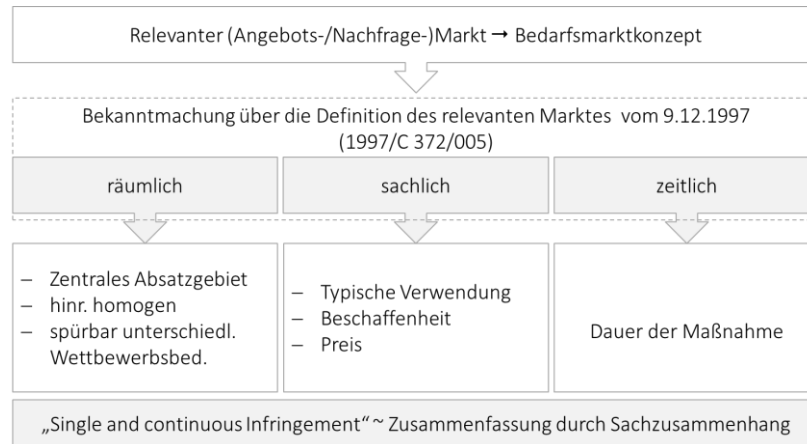 Relevanter (Angebots-/Nachfrage-)Markt → Bedarfsmarktkonzept
Bekanntmachung über die Definition des relevanten Marktes vom 9.12.1997
(1997/C 372/005)
räumlich
sachlich
zeitlich
– Zentrales Absatzgebiet
– hinr. homogen
– spürbar unterschiedl.
Wettbewerbsbed.
– Typische Verwendung
– Beschaffenheit
– Preis
Dauer der Maßnahme
„Single and continuous Infringement“ ~ Zusammenfassung durch Sachzusammenhang